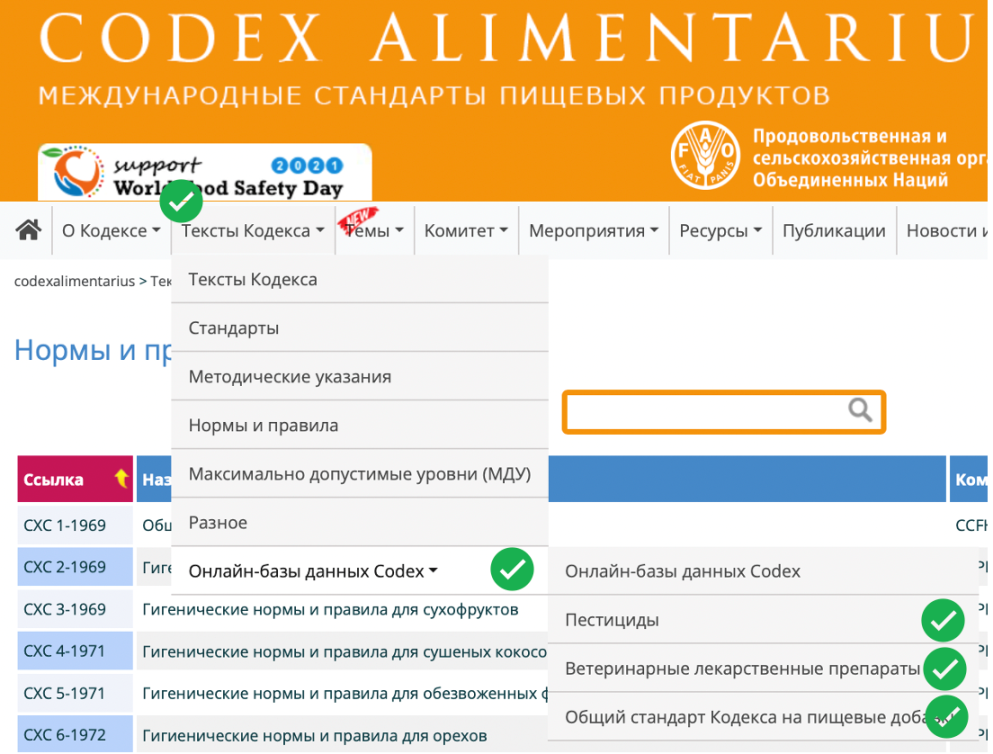 CODEX ALIMENTARIU
МЕЖДУНАРОДНЫЕ СТАНДАРТЫ ПИЩЕВЫХ ПРОДУКТОВ
support 2021
World Food Safety Day
FAO
FIAT PANIS
Продовольственная и
сельскохозяйственная орга
Объединенных Наций
О Кодексе
Тексты Кодекса
NEW
Темы
Комитет
Мероприятия
Ресурсы
Публикации
Новости и
codexalimentarius > Тек
Нормы и пр
Тексты Кодекса
Стандарты
Методические указания
Нормы и правила
Максимально допустимые уровни (МДУ)
Разное
Онлайн-базы данных Codex
Онлайн-базы данных Codex
Пестициды
Ветеринарные лекарственные препараты
Общий стандарт Кодекса на пищевые
Ссылка Наз Ком
CXC 1-1969 Общ CCFH
CXC 2-1969 Гиге
CXC 3-1969 Гигенические нормы и правила для сухофруктов
CXC 4-1971 Гигенические нормы и правила для сушеных кокосо
CXC 5-1971 Гигенические нормы и правила для обезвоженных ф
CXC 6-1972 Гигиенические нормы и правила для орехов